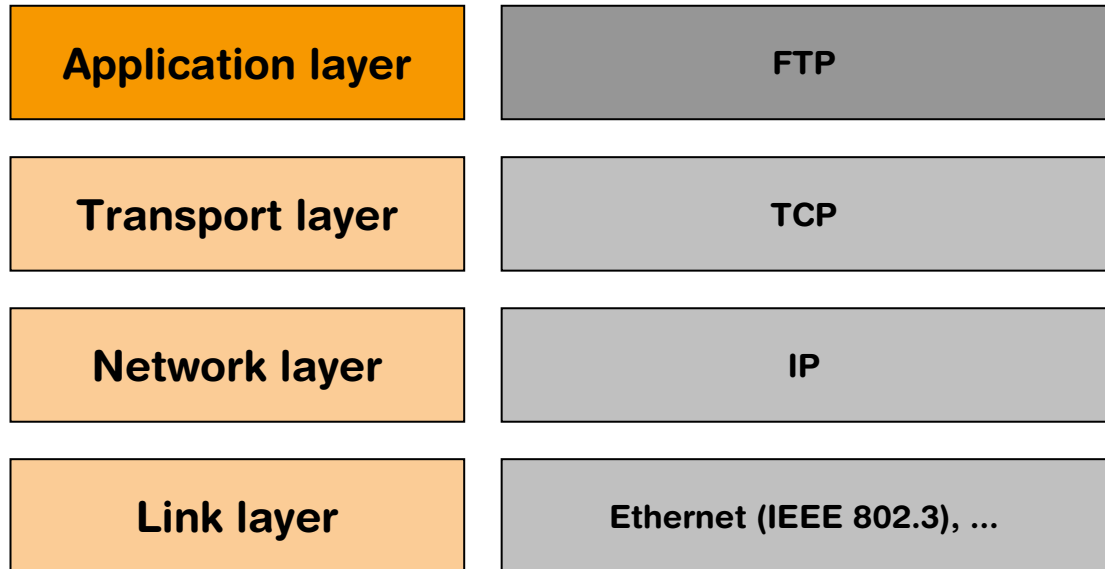 Application layer
FTP
Transport layer
TCP
Network layer
IP
Link layer
Ethernet (IEEE 802.3), ...